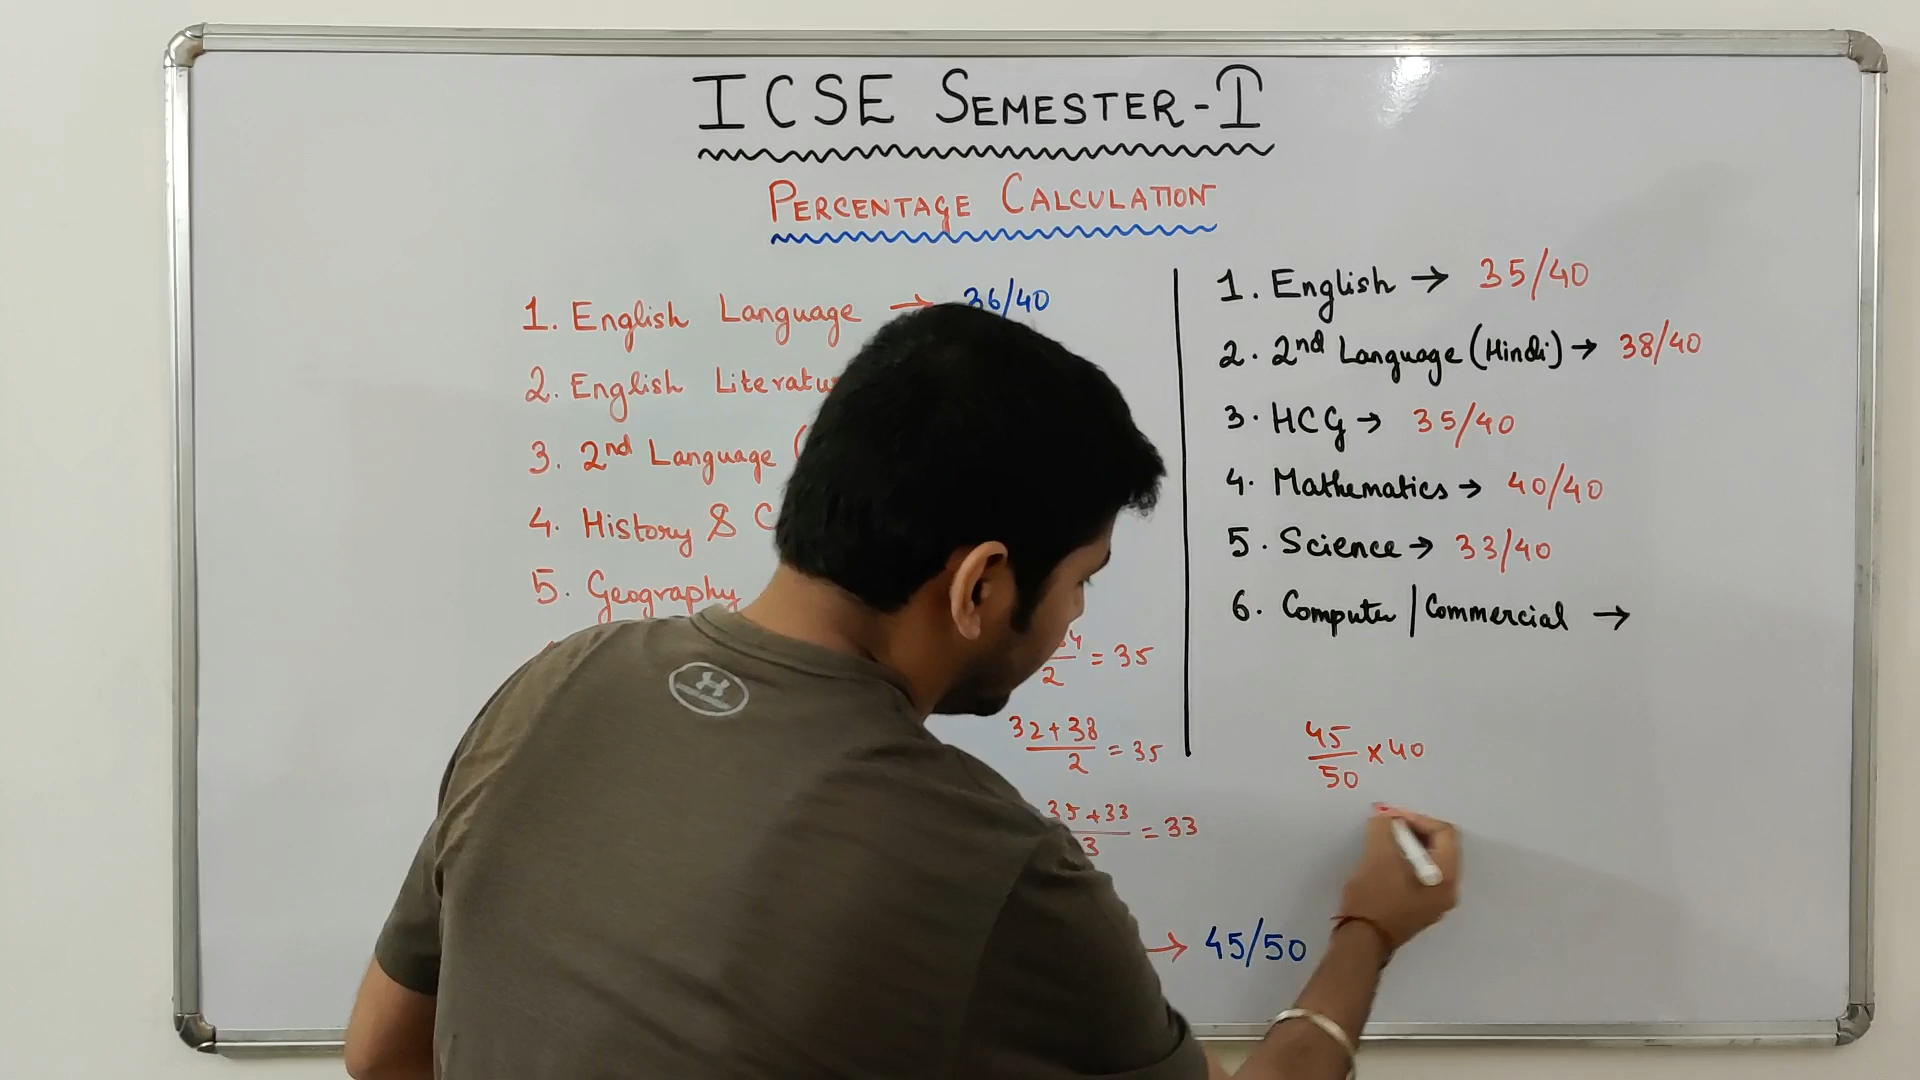 ICSE SEMESTER-I
PERCENTAGE CALCULATION
1. English Language → 36/40
2. English
3. 2nd Language (
4. History &
5. Geography
2 = 35
32+38
2 = 35
35+33
3 = 33
→ 45/50
1. English → 35/40
2. 2nd Language (Hindi) → 38/40
3. HCG → 35/40
4. Mathematics → 40/40
5. Science → 33/40
6. Computer / Commercial →
45
50 × 40